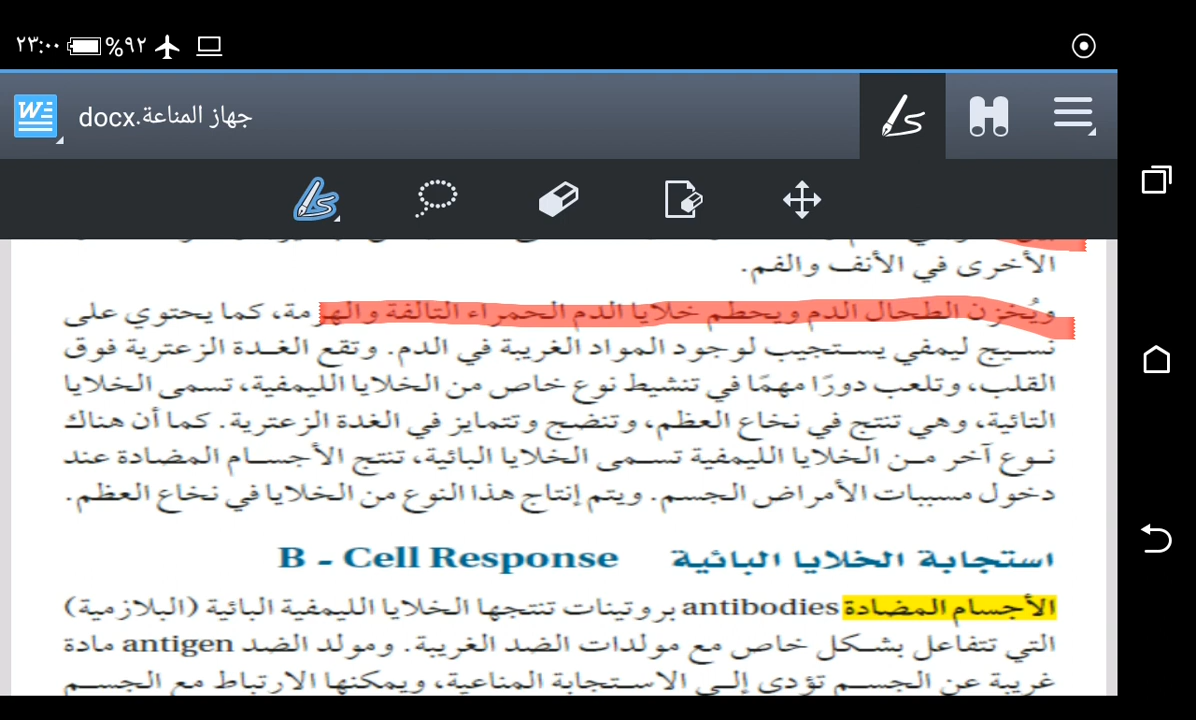 ٢٣:٠٠ %٩٢
W جهاز المناعة.docx
الأخرى في الأنف والفم.
ويُخزن الطحال الدم ويحطم خلايا الدم الحمراء التالفة والهرمة، كما يحتوي على
نسيج ليمفي يستجيب لوجود المواد الغريبة في الدم. وتقع الغدة الزعترية فوق
القلب، وتلعب دورًا مهمًا في تنشيط نوع خاص من الخلايا الليمفية، تسمى الخلايا
التائية، وهي تنتج في نخاع العظم، وتنضج وتتمايز في الغدة الزعترية. كما أن هناك
نوع آخر من الخلايا الليمفية تسمى الخلايا البائية، تنتج الأجسام المضادة عند
دخول مسببات الأمراض الجسم. ويتم إنتاج هذا النوع من الخلايا في نخاع العظم.
استجابة الخلايا البائية B - Cell Response
الأجسام المضادة antibodies بروتينات تنتجها الخلايا الليمفية البائية (البلازمية)
التي تتفاعل بشكل خاص مع مولدات الضد الغريبة. ومولد الضد antigen مادة
غريبة عن الجسم تؤدي إلى الاستجابة المناعية، ويمكنها الارتباط مع الجسم